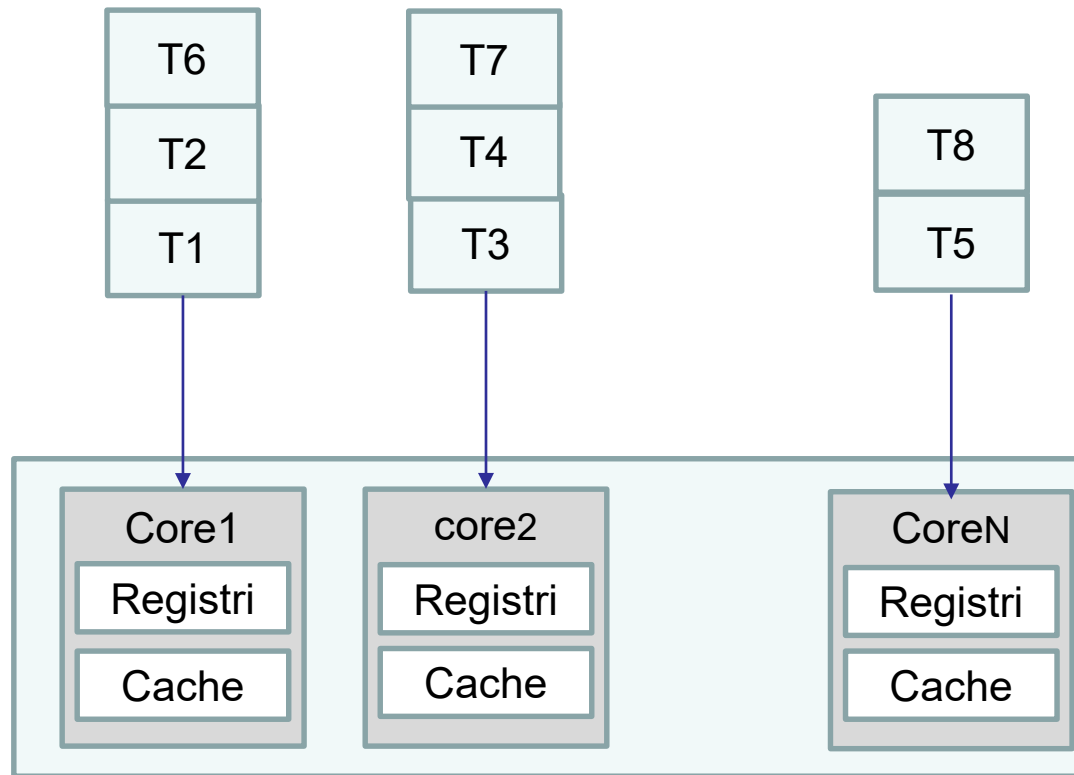 T6
T2
T1
T7
T4
T3
T8
T5
Core1
Registri
Cache
core2
Registri
Cache
CoreN
Registri
Cache